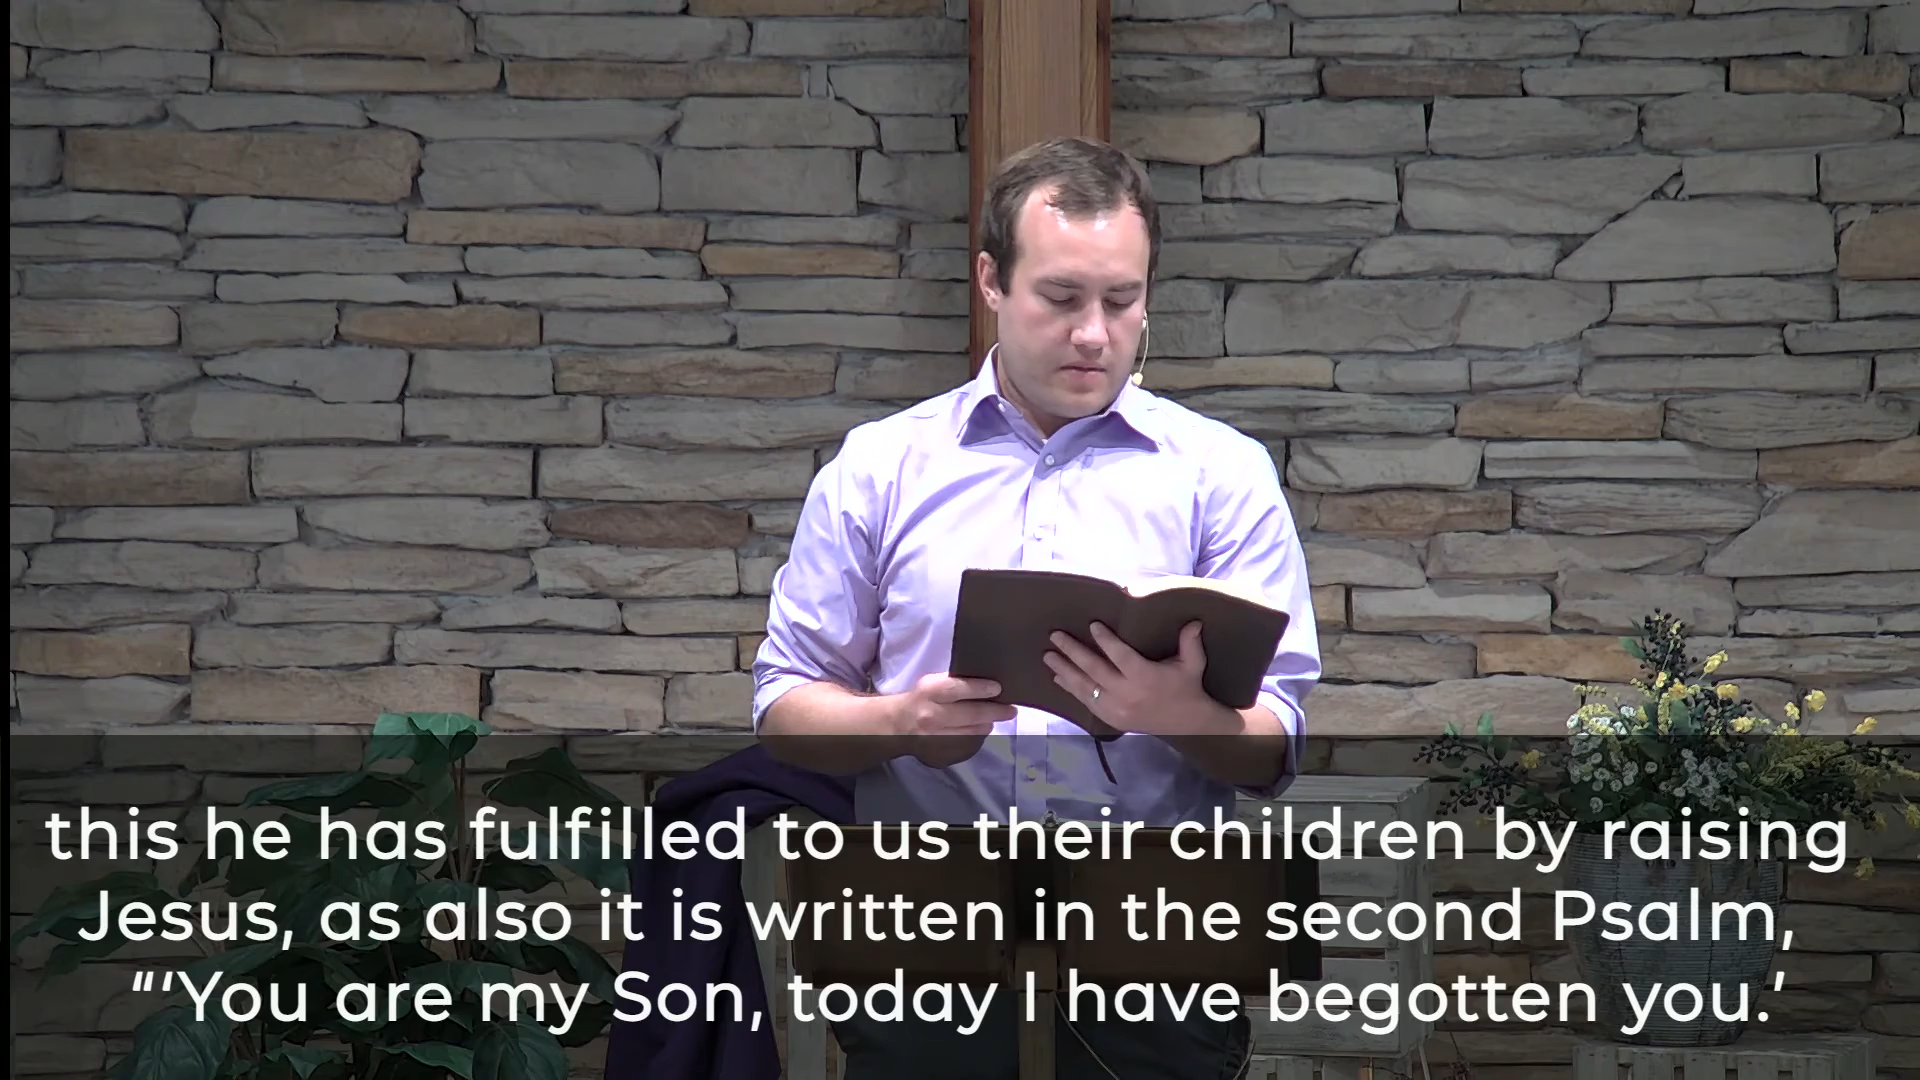 this he has fulfilled to us their children by raising
Jesus, as also it is written in the second Psalm,
“‘You are my Son, today I have begotten you.’